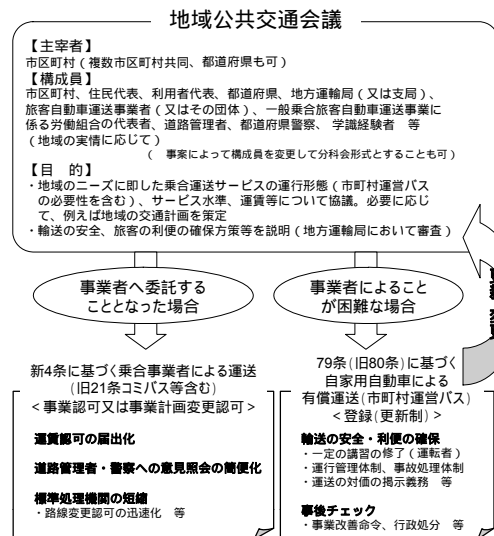 地域公共交通会議
【主宰者】
市区町村（複数市区町村共同、都道府県も可）
【構成員】
市区町村、住民代表、利用者代表、都道府県、地方運輸局（又は支局）、
旅客自動車運送事業者（又はその団体）、一般乗合旅客自動車運送事業に
係る労働組合の代表者、道路管理者、都道府県警察、 学識経験者　等
（地域の実情に応じて）
（　事案によって構成員を変更して分科会形式とすることも可）
【目　的】
・地域のニーズに即した乗合運送サービスの運行形態（市町村運営バス
の必要性を含む）、サービス水準、運賃等について協議。必要に応じ
て、例えば地域の交通計画を策定
・輸送の安全、旅客の利便の確保方策等を説明（地方運輸局において審査）
事業者へ委託する
こととなった場合
事業者によること
が困難な場合
新4条に基づく乗合事業者による運送
(旧21条コミバス等含む)
＜事業認可又は事業計画変更認可＞
運賃認可の届出化
道路管理者・警察への意見照会の簡便化
標準処理機関の短縮
・路線変更認可の迅速化　等
79条(旧80条)に基づく
自家用自動車による
有償運送(市町村運営バス)
＜登録(更新制)＞
輸送の安全・利便の確保
・一定の講習の修了（運転者）
・運行管理体制、事故処理体制
・運送の対価の掲示義務　等
事後チェック
・事業改善命令、行政処分　等